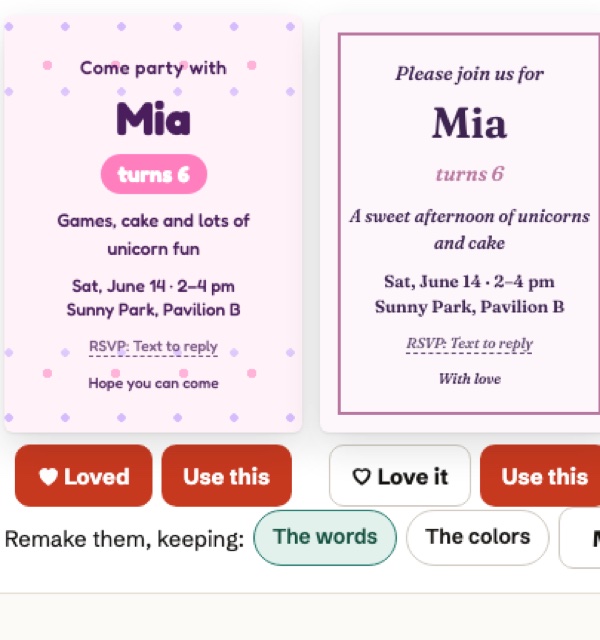 Come party with
Mia
turns 6
Games, cake and lots of
unicorn fun
Sat, June 14 · 2–4 pm
Sunny Park, Pavilion B
RSVP: Text to reply
Hope you can come
Please join us for
Mia
turns 6
A sweet afternoon of unicorns
and cake
Sat, June 14 · 2–4 pm
Sunny Park, Pavilion B
RSVP: Text to reply
With love
Loved
Use this
Love it
Use this
Remake them, keeping:
The words
The colors